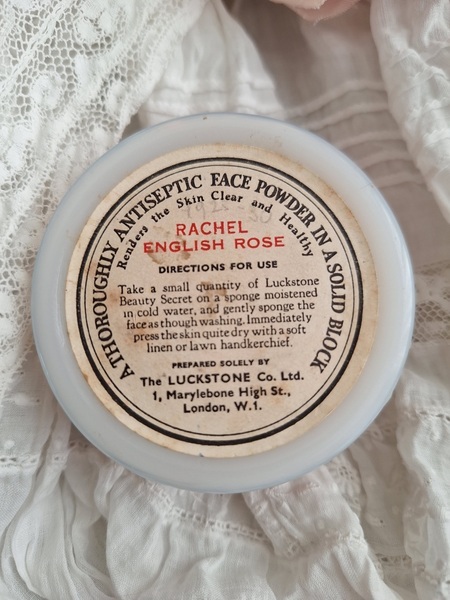 A THOROUGHLY ANTISEPTIC FACE POWDER IN A SOLID BLOCK
Renders the Skin Clear and Healthy
RACHEL
ENGLISH ROSE
DIRECTIONS FOR USE
Take a small quantity of Luckstone
Beauty Secret on a sponge moistened
in cold water, and gently sponge the
face as though washing. Immediately
press the skin quite dry with a soft
linen or lawn handkerchief.
PREPARED SOLELY BY
The LUCKSTONE Co. Ltd.
1, Marylebone High St.,
London, W.1.